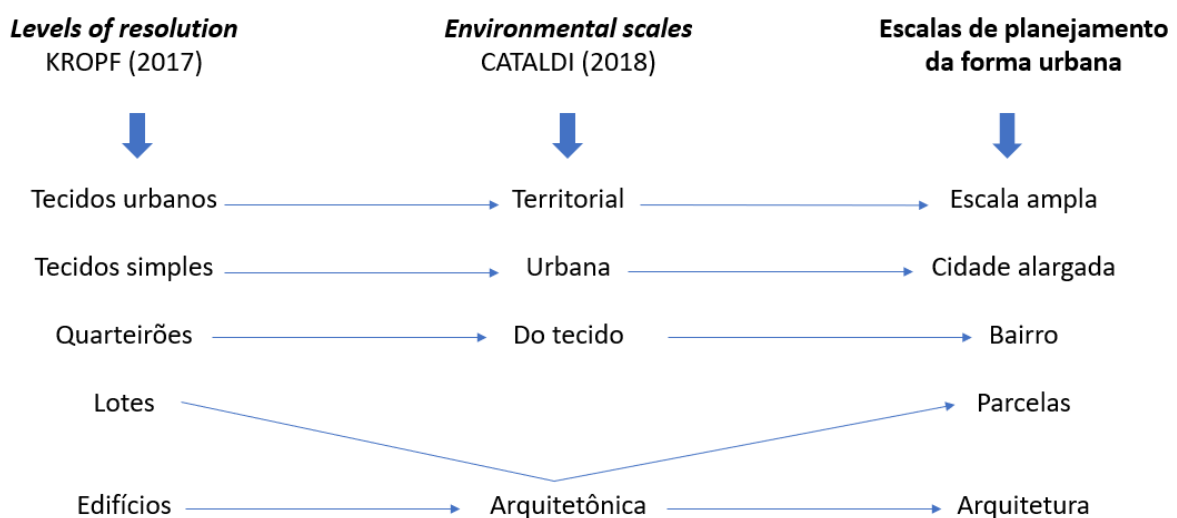 Levels of resolution
KROPF (2017)
Environmental scales
CATALDI (2018)
Escalas de planejamento
da forma urbana
Tecidos urbanos
Territorial
Escala ampla
Tecidos simples
Urbana
Cidade alargada
Quarteirões
Do tecido
Bairro
Lotes
Parcelas
Edifícios
Arquitetônica
Arquitetura